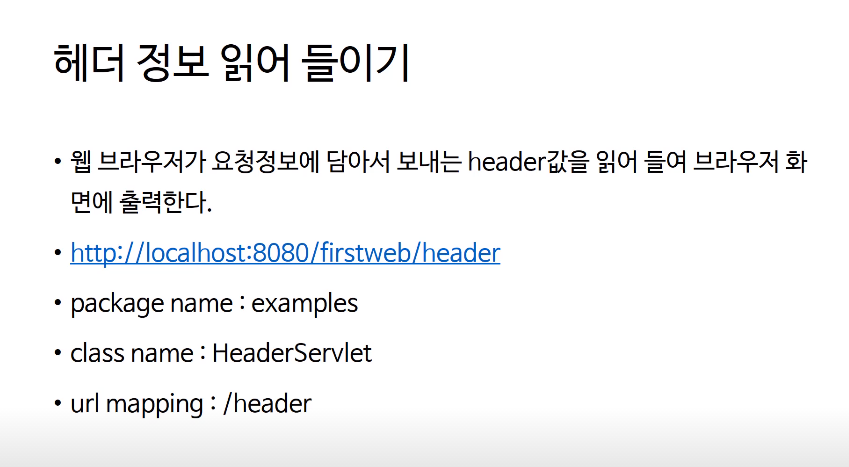 헤더 정보 읽어 들이기
• 웹 브라우저가 요청정보에 담아서 보내는 header값을 읽어 들여 브라우저 화
면에 출력한다.
• http://localhost:8080/firstweb/header
• package name : examples
• class name : HeaderServlet
• url mapping : /header